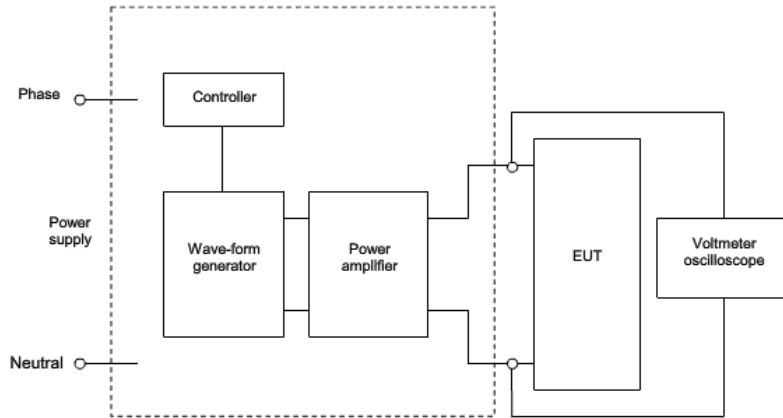 Phase
Controller
Power
supply
Wave-form
generator
Power
amplifier
EUT
Voltmeter
oscilloscope
Neutral